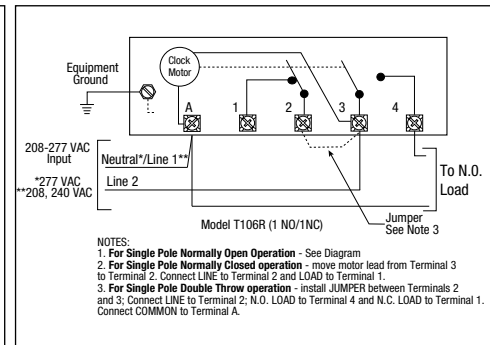 Equipment
Ground
Clock
Motor
A
1
2
3
4
208-277 VAC
Input
Neutral*/Line 1**
*277 VAC
**208, 240 VAC
Line 2
To N.O.
Load
Model T106R (1 NO/1NC)
Jumper
See Note 3
NOTES:
1. For Single Pole Normally Open Operation - See Diagram
2. For Single Pole Normally Closed operation - move motor lead from Terminal 3
to Terminal 2. Connect LINE to Terminal 2 and LOAD to Terminal 1.
3. For Single Pole Double Throw operation - install JUMPER between Terminals 2
and 3; Connect LINE to Terminal 2; N.O. LOAD to Terminal 4 and N.C. LOAD to Terminal 1.
Connect COMMON to Terminal A.